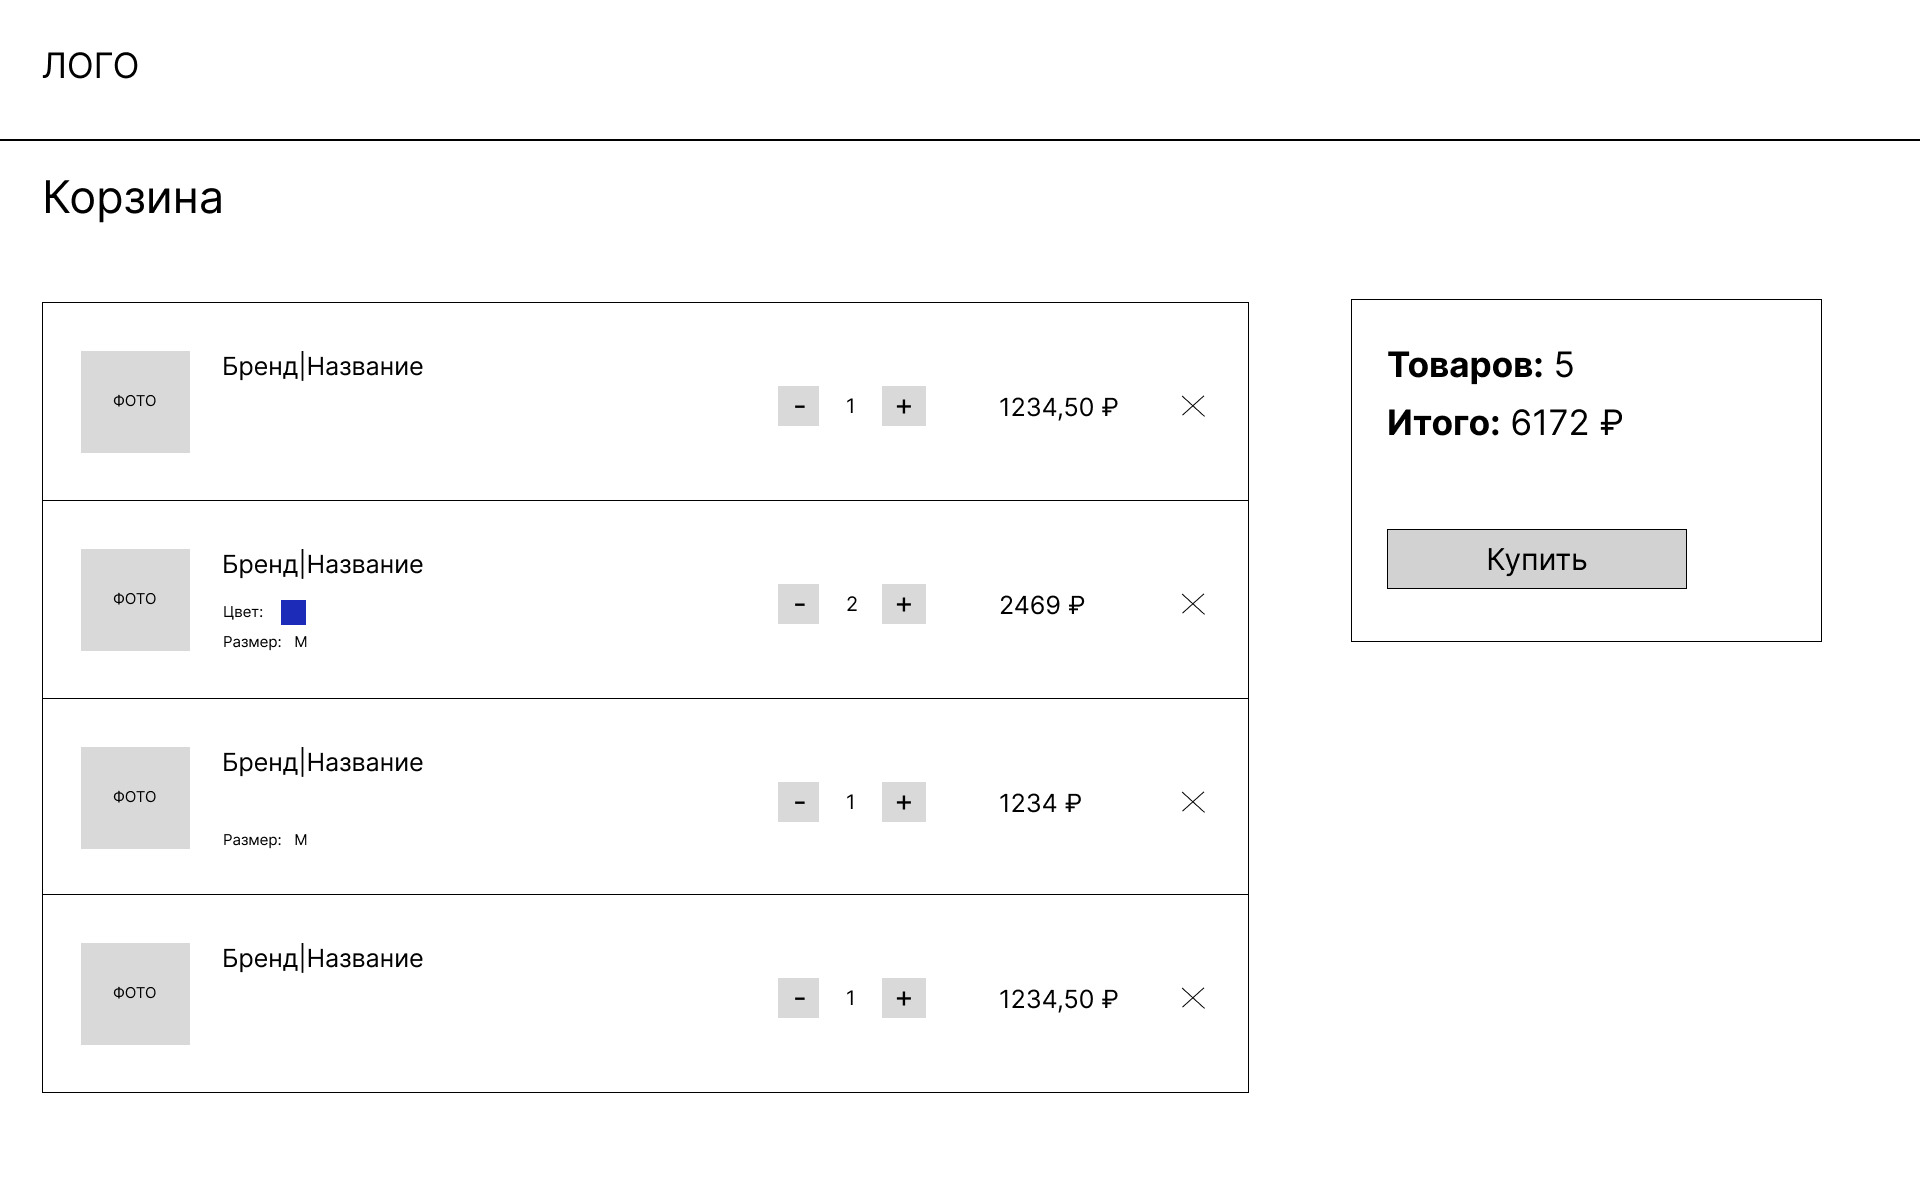 ЛОГО
Корзина
ФОТО
Бренд|Название
- 1 + 1234,50 ₽
ФОТО
Бренд|Название
Цвет:
Размер: M
- 2 + 2469 ₽
ФОТО
Бренд|Название
Размер: M
- 1 + 1234 ₽
ФОТО
Бренд|Название
- 1 + 1234,50 ₽
Товаров: 5
Итого: 6172 ₽
Купить